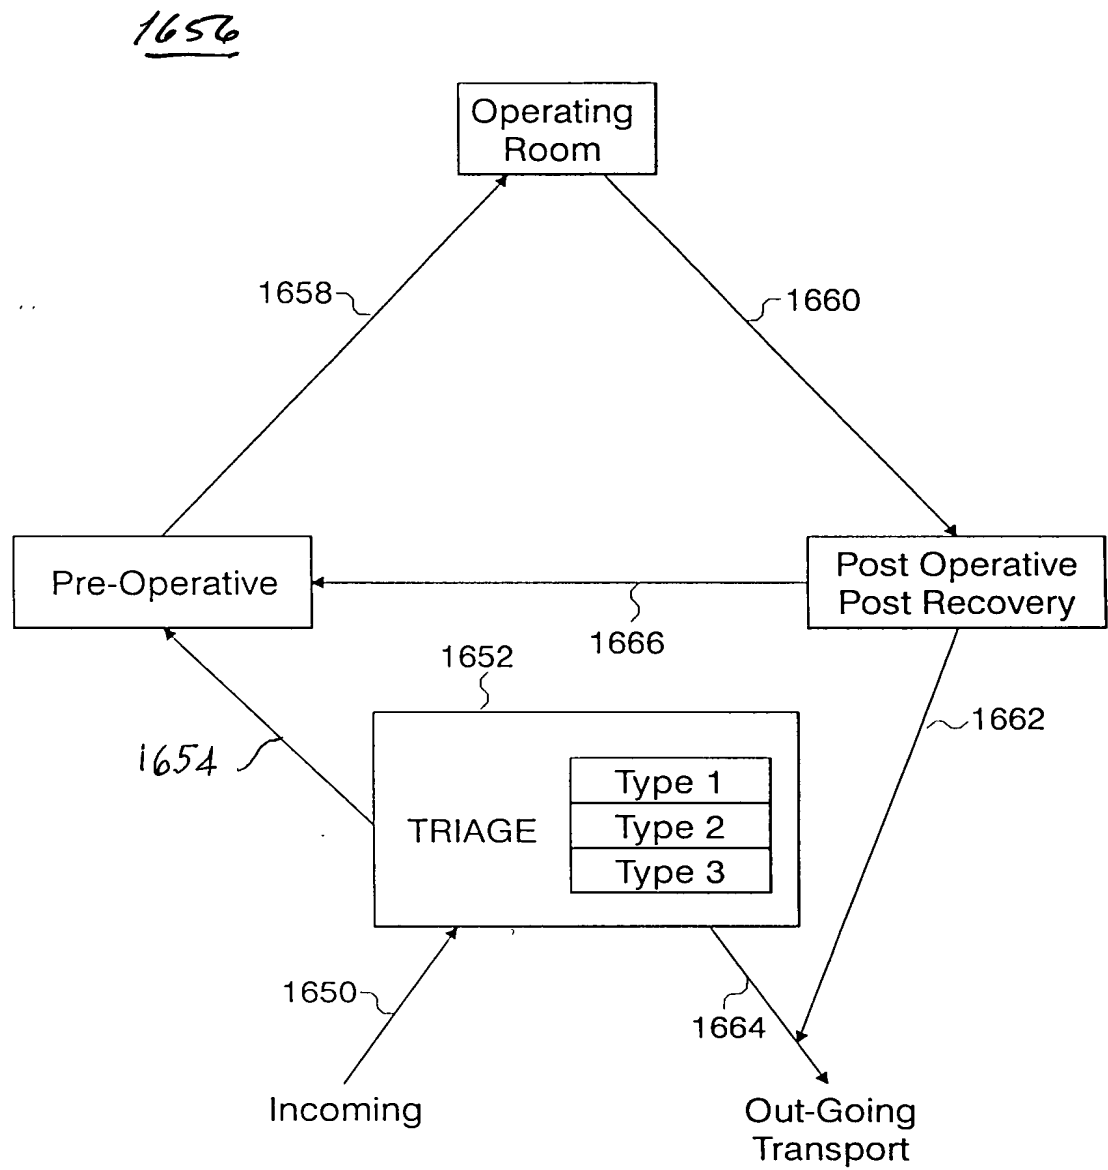 1656
Operating
Room
1658
1660
Pre-Operative
Post Operative
Post Recovery
1666
1652
1662
1654
TRIAGE
Type 1
Type 2
Type 3
1650
1664
Incoming
Out-Going
Transport